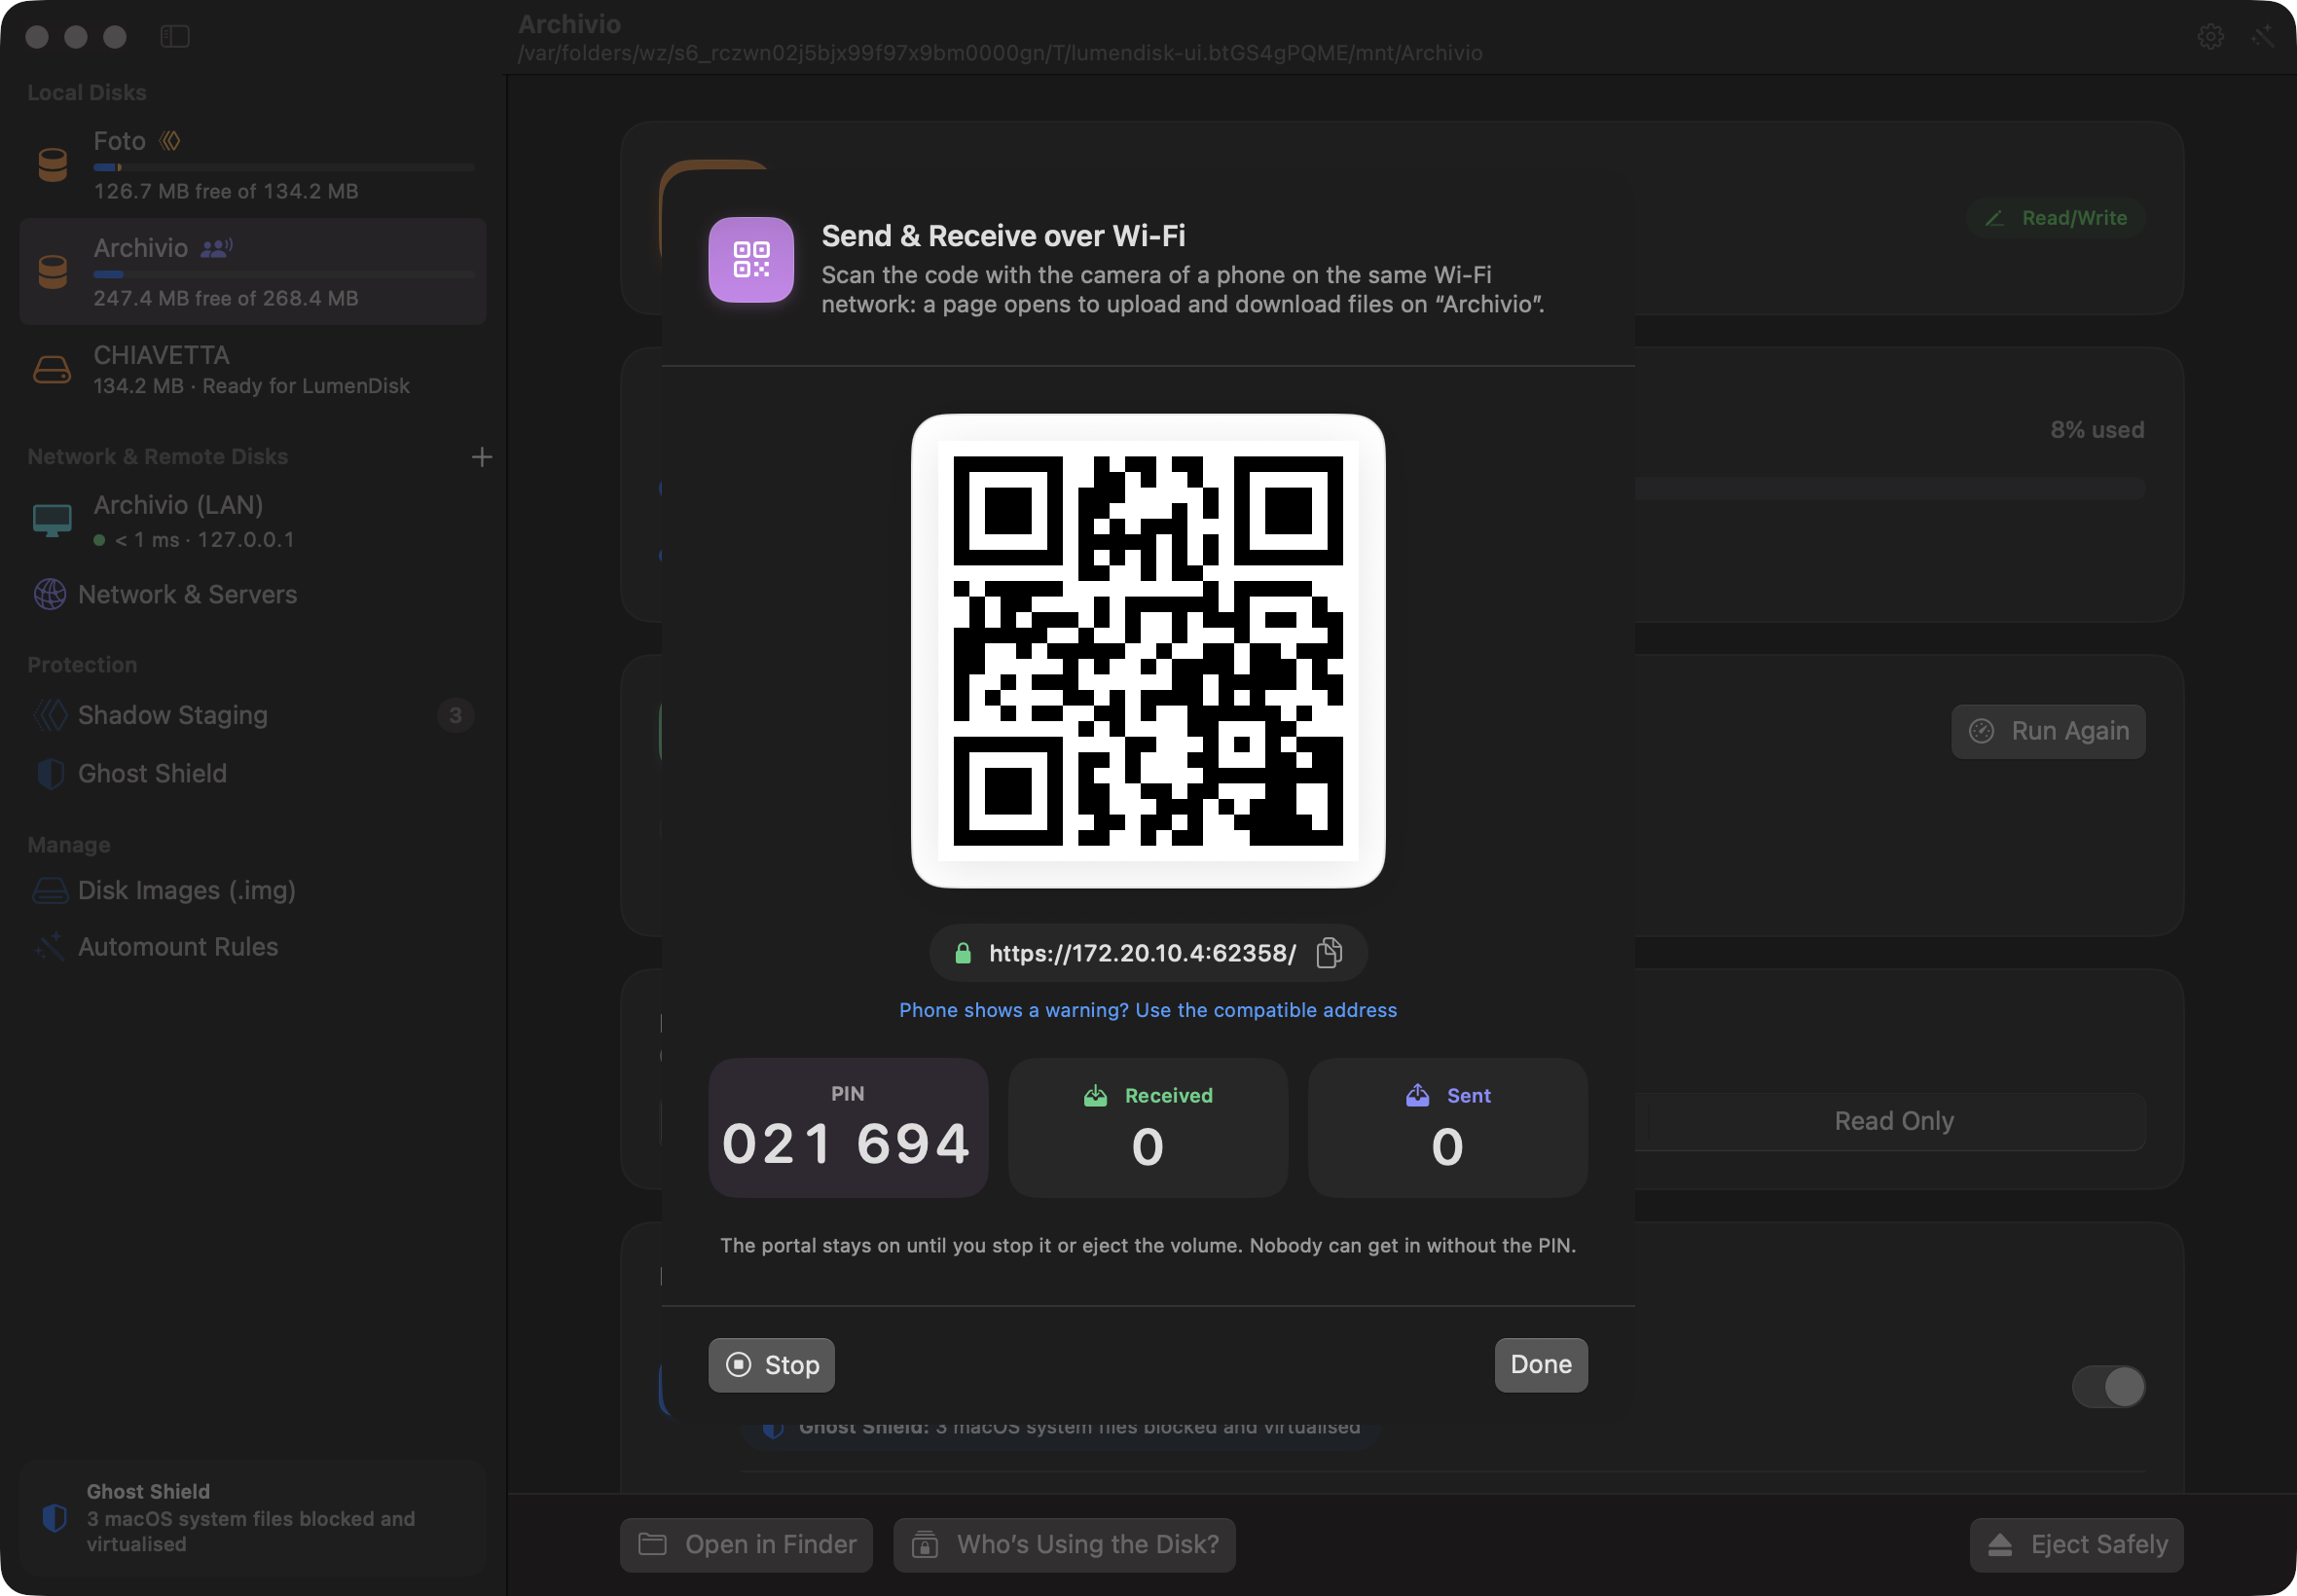 Archivio
/var/folders/wz/s6_rczwn02j5bjx99f97x9bm0000gn/T/lumendisk-ui.btGS4gPQME/mnt/Archivio
Local Disks
Foto
126.7 MB free of 134.2 MB
Archivio
247.4 MB free of 268.4 MB
CHIAVETTA
134.2 MB · Ready for LumenDisk
Network & Remote Disks
Archivio (LAN)
< 1 ms · 127.0.0.1
Network & Servers
Protection
Shadow Staging
3
Ghost Shield
Manage
Disk Images (.img)
Automount Rules
Ghost Shield
3 macOS system files blocked and
virtualised
Read/Write
8% used
Run Again
Read Only
Send & Receive over Wi-Fi
Scan the code with the camera of a phone on the same Wi-Fi
network: a page opens to upload and download files on “Archivio”.
https://172.20.10.4:62358/
Phone shows a warning? Use the compatible address
PIN
021 694
Received
0
Sent
0
The portal stays on until you stop it or eject the volume. Nobody can get in without the PIN.
Stop
Done
Ghost Shield: 3 macOS system files blocked and virtualised
Open in Finder
Who’s Using the Disk?
Eject Safely